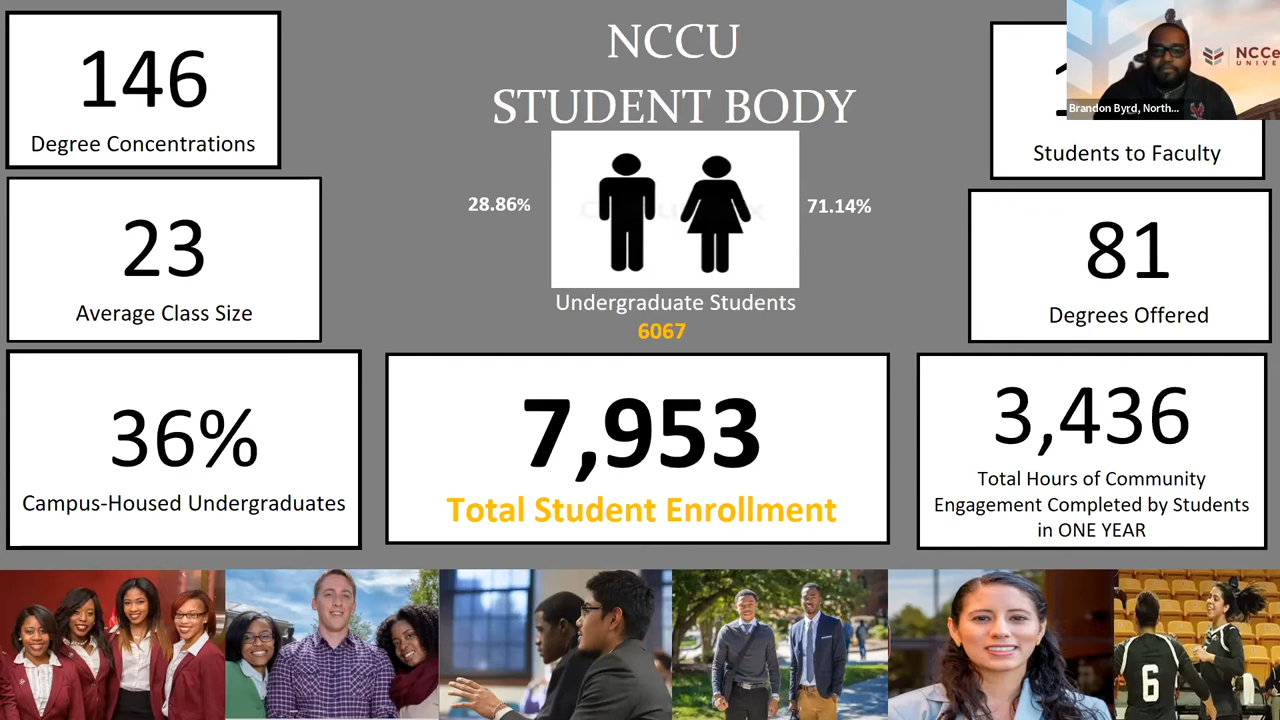 146
Degree Concentrations
23
Average Class Size
36%
Campus-Housed Undergraduates
NCCU
STUDENT BODY
28.86%
71.14%
Undergraduate Students
6067
7,953
Total Student Enrollment
Brandon Byrd, North...
Students to Faculty
81
Degrees Offered
3,436
Total Hours of Community
Engagement Completed by Students
in ONE YEAR
6